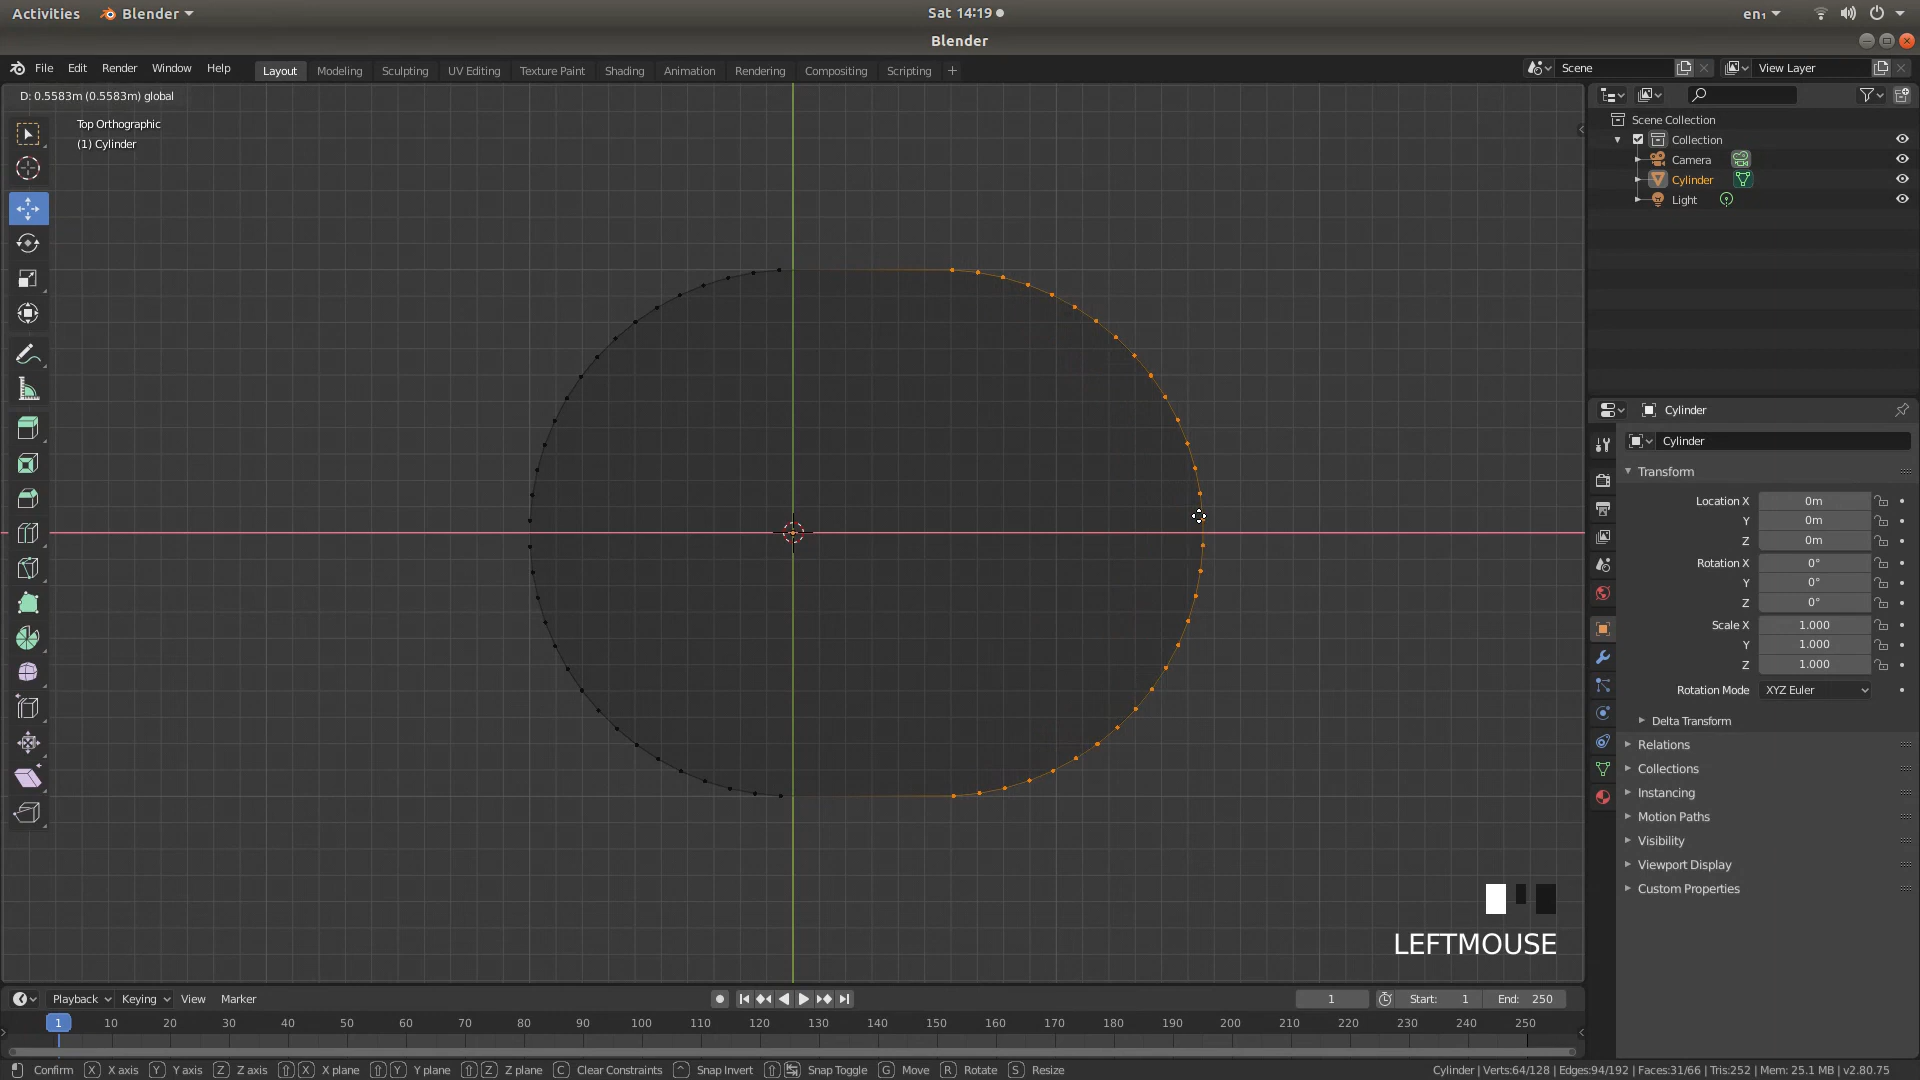 Activities Blender Sat 14:19 en₁
Blender
File Edit Render Window Help Layout Modeling Sculpting UV Editing Texture Paint Shading Animation Rendering Compositing Scripting + Scene View Layer
D: 0.5583m (0.5583m) global
Top Orthographic
(1) Cylinder
Scene Collection
Collection
Camera
Cylinder
Light
Cylinder
Cylinder
Transform
Location X 0m
Y 0m
Z 0m
Rotation X 0°
Y 0°
Z 0°
Scale X 1.000
Y 1.000
Z 1.000
Rotation Mode XYZ Euler
Delta Transform
Relations
Collections
Instancing
Motion Paths
Visibility
Viewport Display
Custom Properties
LEFTMOUSE
Playback Keying View Marker 1 Start: 1 End: 250
1 10 20 30 40 50 60 70 80 90 100 110 120 130 140 150 160 170 180 190 200 210 220 230 240 250
Confirm X X axis Y Y axis Z Z axis X X plane Y Y plane Z Z plane C Clear Constraints ^ Snap Invert Snap Toggle G Move R Rotate S Resize Cylinder | Verts:64/128 | Edges:94/192 | Faces:31/66 | Tris:252 | Mem: 25.1 MB | v2.80.75